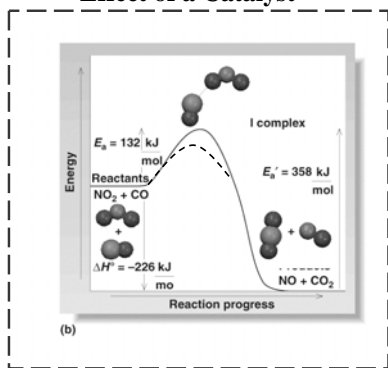 Effect of a Catalyst
I complex
Eₐ = 132 kJ
mol
Energy
Reactants
NO₂ + CO
Eₐ′ = 358 kJ
mol
+
+
ΔH° = –226 kJ
mo
NO + CO₂
Reaction progress
(b)